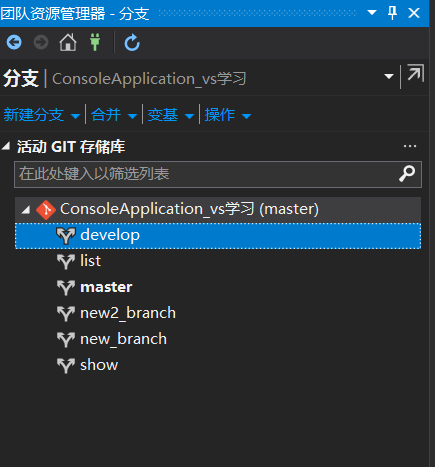 团队资源管理器 - 分支
分支 | ConsoleApplication_vs学习
新建分支 | 合并 | 变基 | 操作
活动 GIT 存储库 ...
在此处键入以筛选列表
ConsoleApplication_vs学习 (master)
develop
list
master
new2_branch
new_branch
show